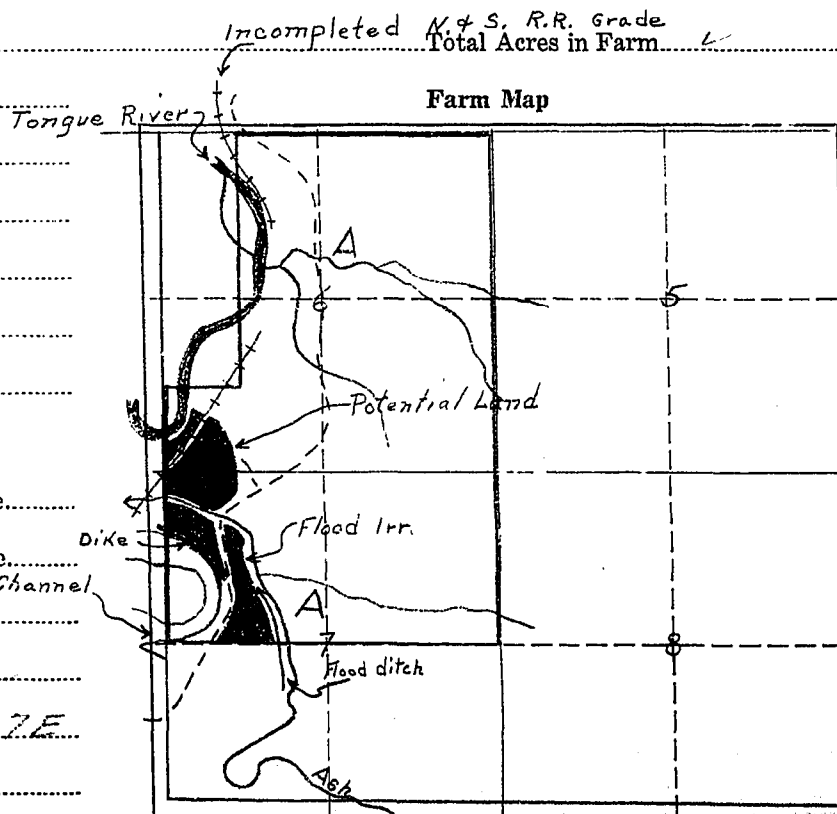 Incompleted N. & S. R.R. Grade
Total Acres in Farm
Farm Map
Tongue River
A
6
5
Potential Land
e.
Dike
Flood Irr.
c.
Channel
A
7
8
Flood ditch
7E
Ash